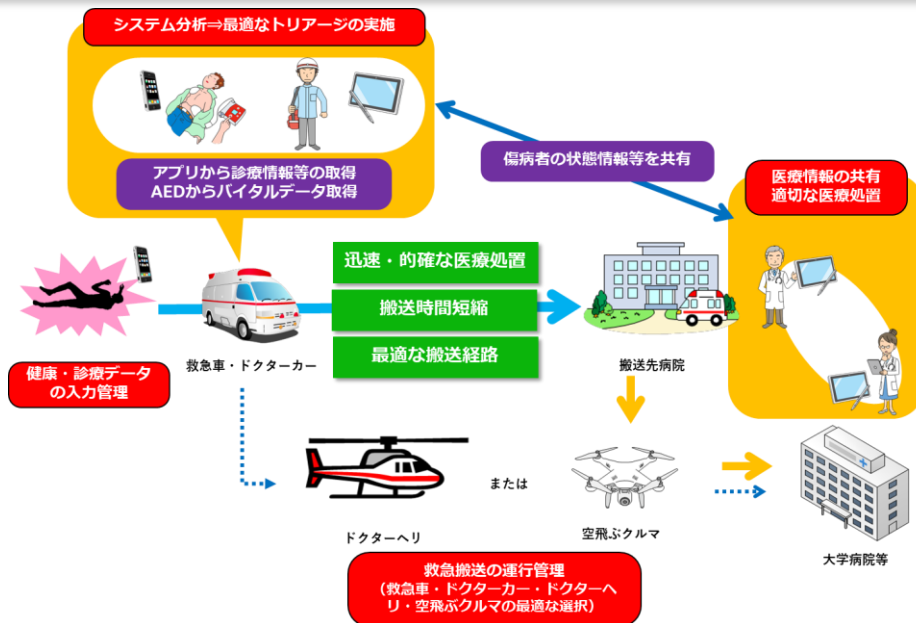 システム分析⇒最適なトリアージの実施
アプリから診療情報等の取得
AEDからバイタルデータ取得
傷病者の状態情報等を共有
医療情報の共有
適切な医療処置
迅速・的確な医療処置
搬送時間短縮
最適な搬送経路
救急車・ドクターカー
搬送先病院
健康・診療データ
の入力管理
または
ドクターヘリ
空飛ぶクルマ
大学病院等
救急搬送の運行管理
（救急車・ドクターカー・ドクターヘ
リ・空飛ぶクルマの最適な選択）